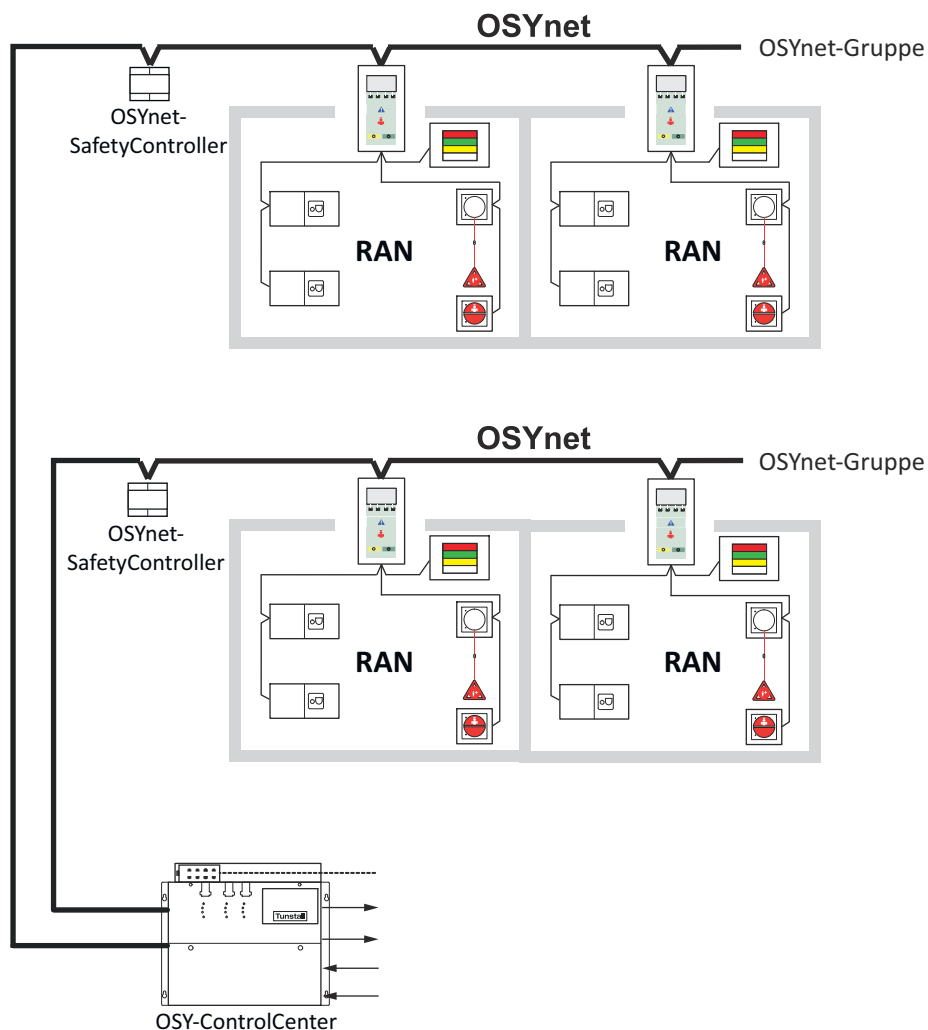 OSYnet
OSYnet-Gruppe
OSYnet-
SafetyController
RAN
RAN
OSYnet
OSYnet-Gruppe
OSYnet-
SafetyController
RAN
RAN
Tunstall
OSY-ControlCenter